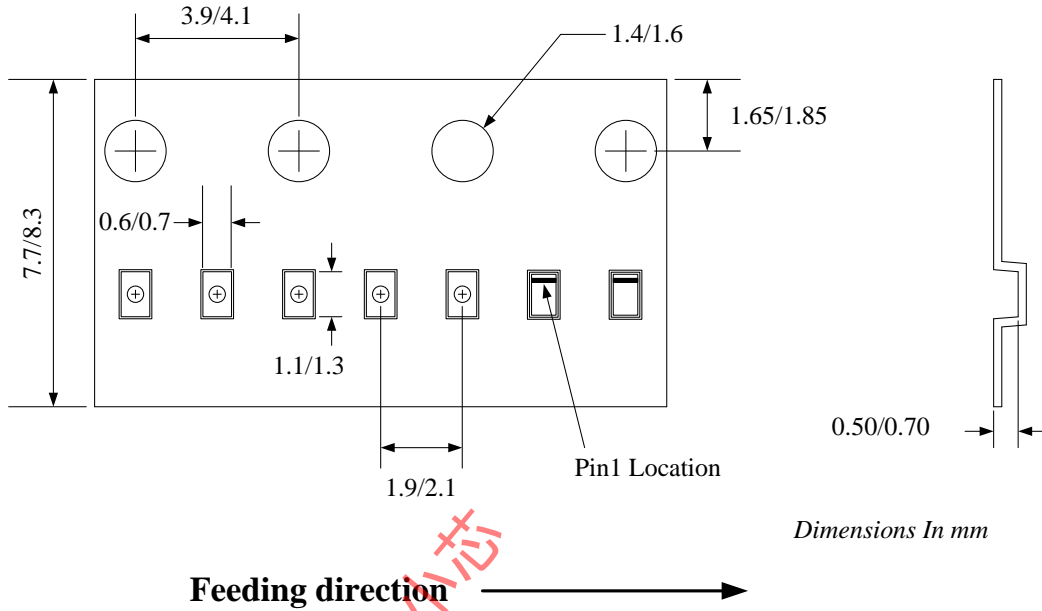 3.9/4.1
1.4/1.6
1.65/1.85
7.7/8.3
0.6/0.7
1.1/1.3
1.9/2.1
Pin1 Location
0.50/0.70
Dimensions In mm
Feeding direction
小芯